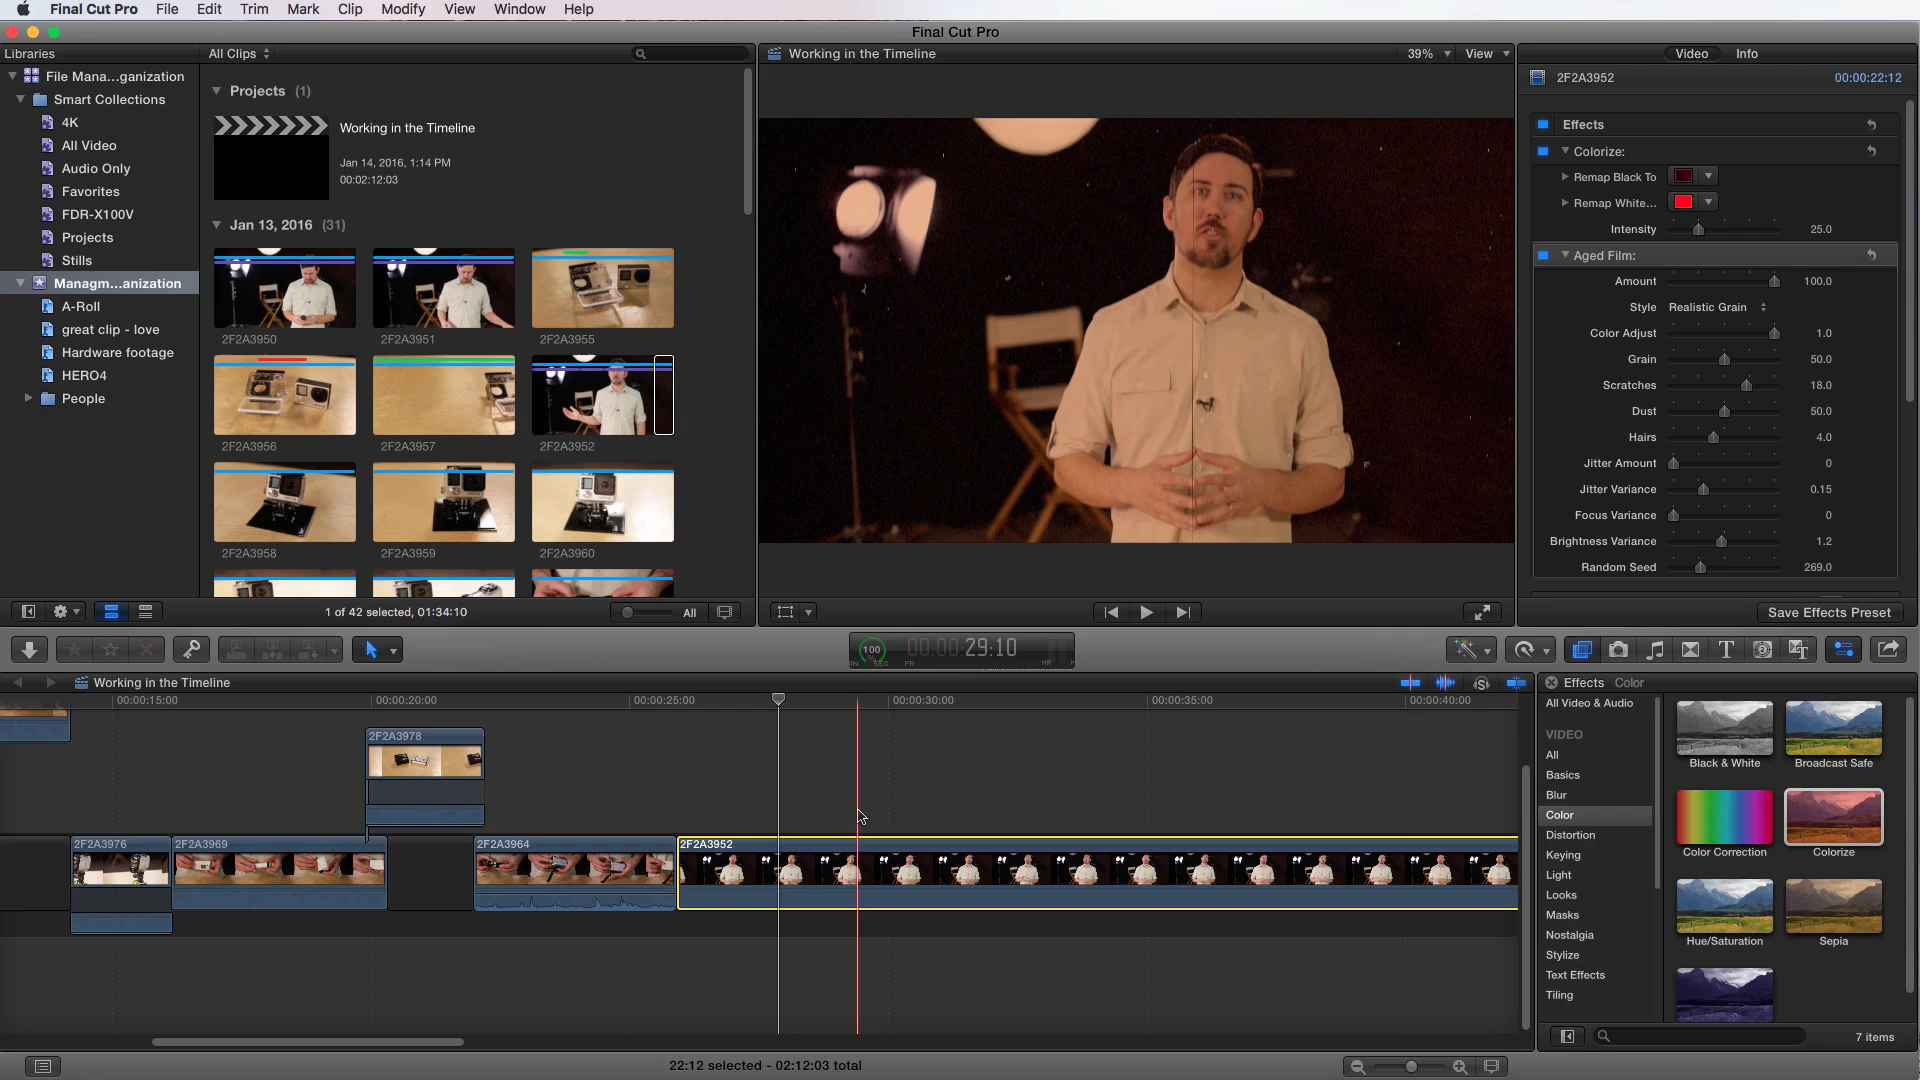 Final Cut Pro File Edit Trim Mark Clip Modify View Window Help
Final Cut Pro
Libraries
File Mana...ganization
Smart Collections
4K
All Video
Audio Only
Favorites
FDR-X100V
Projects
Stills
Managm...anization
A-Roll
great clip - love
Hardware footage
HERO4
People
All Clips
Projects (1)
Working in the Timeline
Jan 14, 2016, 1:14 PM
00:02:12:03
Jan 13, 2016 (31)
2F2A3950 2F2A3951 2F2A3955
2F2A3956 2F2A3957 2F2A3952
2F2A3958 2F2A3959 2F2A3960
1 of 42 selected, 01:34:10
All
Working in the Timeline
39% View
Video Info
2F2A3952 00:00:22:12
Effects
Colorize:
Remap Black To
Remap White...
Intensity 25.0
Aged Film:
Amount 100.0
Style Realistic Grain
Color Adjust 1.0
Grain 50.0
Scratches 18.0
Dust 50.0
Hairs 4.0
Jitter Amount 0
Jitter Variance 0.15
Focus Variance 0
Brightness Variance 1.2
Random Seed 269.0
Save Effects Preset
100 00:00:29:10
Working in the Timeline
00:00:15:00 00:00:20:00 00:00:25:00 00:00:30:00 00:00:35:00 00:00:40:00
2F2A3978
2F2A3976 2F2A3969 2F2A3964 2F2A3952
22:12 selected - 02:12:03 total
Effects Color
All Video & Audio
VIDEO
All
Basics
Blur
Color
Distortion
Keying
Light
Looks
Masks
Nostalgia
Stylize
Text Effects
Tiling
Black & White Broadcast Safe
Color Correction Colorize
Hue/Saturation Sepia
7 items